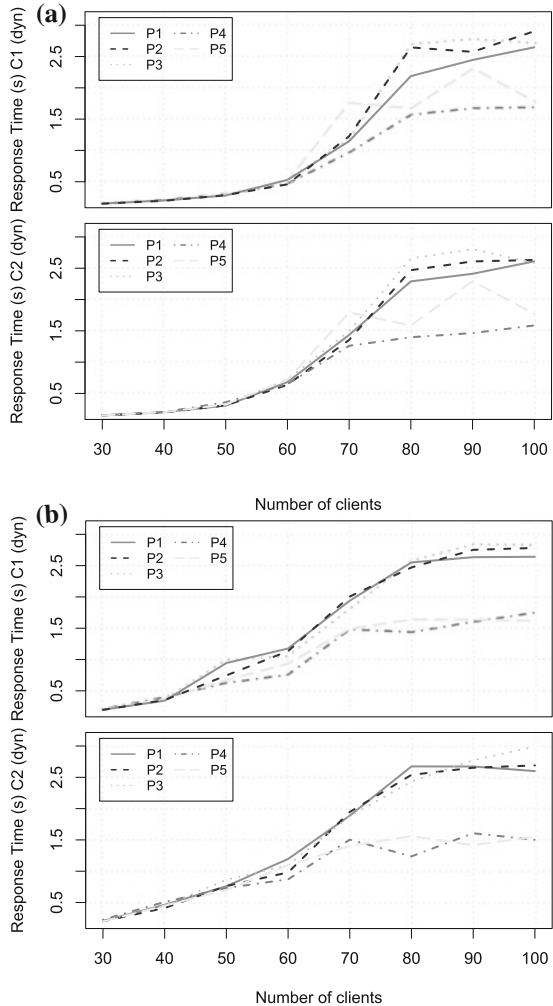 (a)
Response Time (s) C1 (dyn)
0.5 1.5 2.5
P1 P4
P2 P5
P3
Response Time (s) C2 (dyn)
0.5 1.5 2.5
P1 P4
P2 P5
P3
30 40 50 60 70 80 90 100
Number of clients
(b)
Response Time (s) C1 (dyn)
0.5 1.5 2.5
P1 P4
P2 P5
P3
Response Time (s) C2 (dyn)
0.5 1.5 2.5
P1 P4
P2 P5
P3
30 40 50 60 70 80 90 100
Number of clients